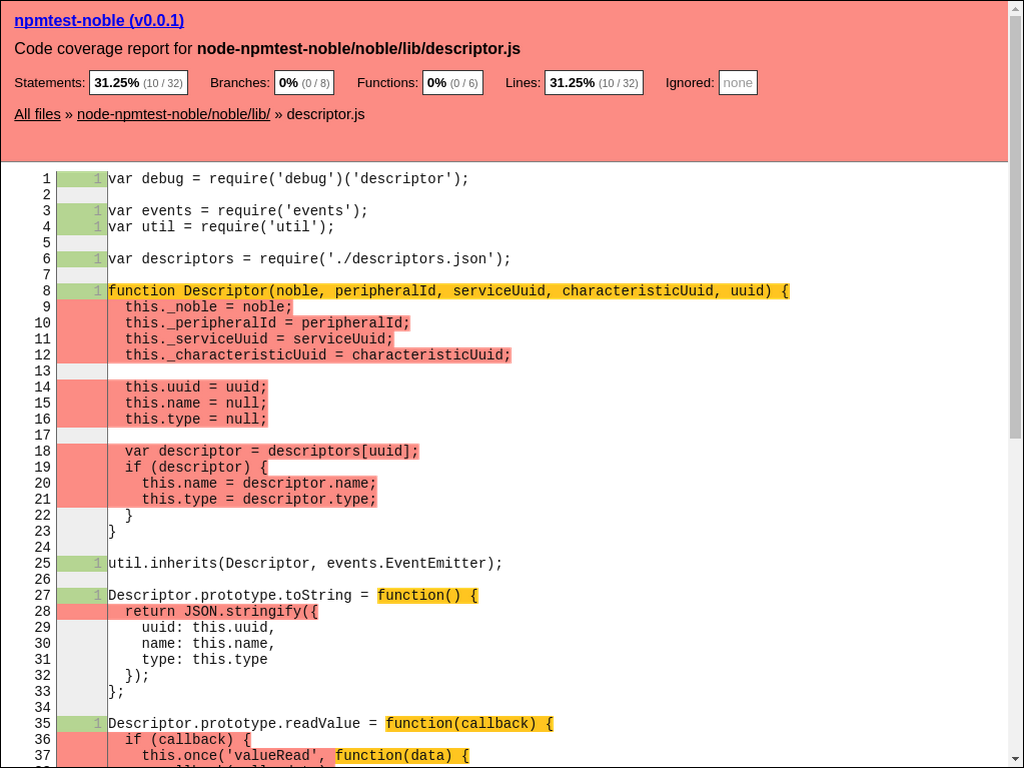 npmtest-noble (v0.0.1)
Code coverage report for node-npmtest-noble/noble/lib/descriptor.js
Statements: 31.25% (10 / 32) Branches: 0% (0 / 8) Functions: 0% (0 / 6) Lines: 31.25% (10 / 32) Ignored: none
All files » node-npmtest-noble/noble/lib/ » descriptor.js
1 1 var debug = require('debug')('descriptor');
2
3 1 var events = require('events');
4 1 var util = require('util');
5
6 1 var descriptors = require('./descriptors.json');
7
8 1 function Descriptor(noble, peripheralId, serviceUuid, characteristicUuid, uuid) {
9 this._noble = noble;
10 this._peripheralId = peripheralId;
11 this._serviceUuid = serviceUuid;
12 this._characteristicUuid = characteristicUuid;
13
14 this.uuid = uuid;
15 this.name = null;
16 this.type = null;
17
18 var descriptor = descriptors[uuid];
19 if (descriptor) {
20 this.name = descriptor.name;
21 this.type = descriptor.type;
22 }
23 }
24
25 1 util.inherits(Descriptor, events.EventEmitter);
26
27 1 Descriptor.prototype.toString = function() {
28 return JSON.stringify({
29 uuid: this.uuid,
30 name: this.name,
31 type: this.type
32 });
33 };
34
35 1 Descriptor.prototype.readValue = function(callback) {
36 if (callback) {
37 this.once('valueRead', function(data) {